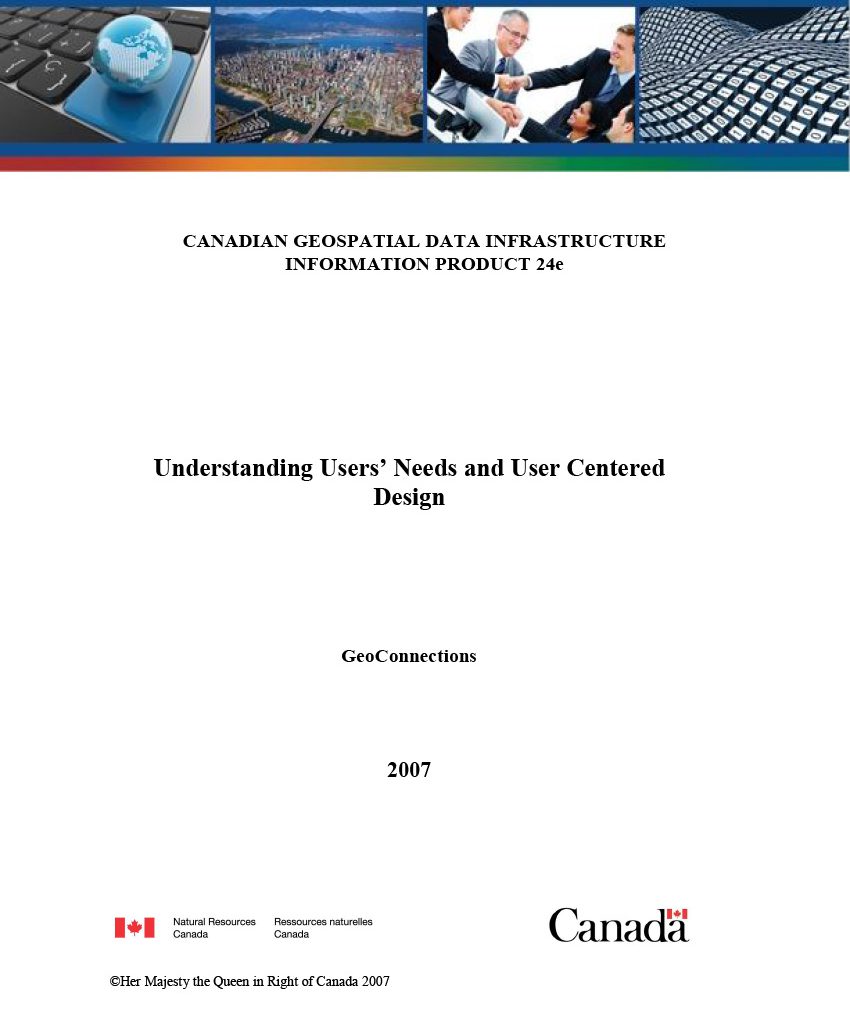 CANADIAN GEOSPATIAL DATA INFRASTRUCTURE
INFORMATION PRODUCT 24e
Understanding Users’ Needs and User Centered
Design
GeoConnections
2007
Natural Resources
Canada
Ressources naturelles
Canada
Canada
©Her Majesty the Queen in Right of Canada 2007